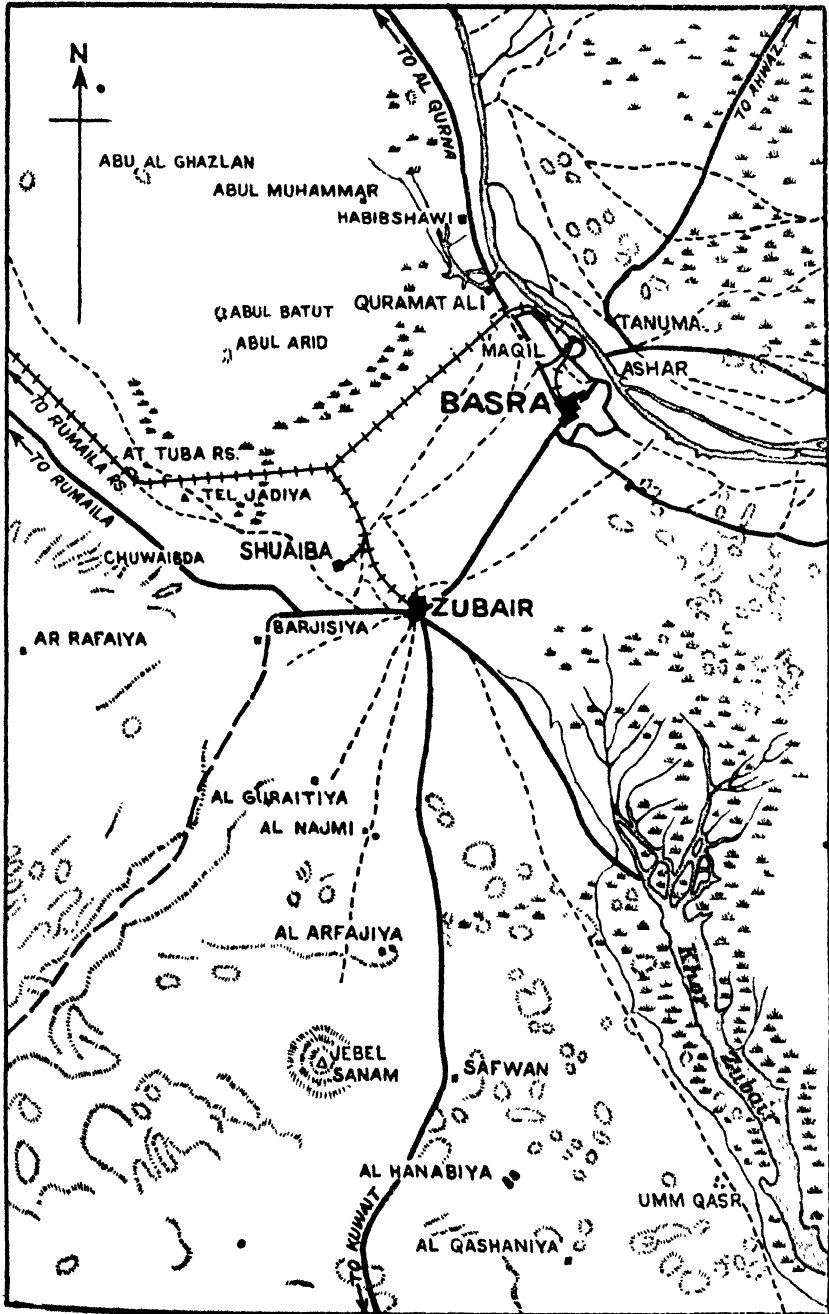 N
TO AL QURNA
TO AHWAZ
ABU AL GHAZLAN
ABUL MUHAMMAR
HABIBSHAWI
QURAMAT ALI
ABUL BATUT
ABUL ARID
TANUMA
MAQIL
ASHAR
BASRA
TO RUMAILA RS.
TO RUMAILA
AT TUBA RS.
TEL JADIYA
SHUAIBA
CHUWAIBDA
ZUBAIR
BARJISIYA
AR RAFAIYA
AL GURAITIYA
AL NAJMI
AL ARFAJIYA
Khor
Zubair
JEBEL
SANAM
SAFWAN
AL HANABIYA
UMM QASR
TO KUWAIT
AL QASHANIYA